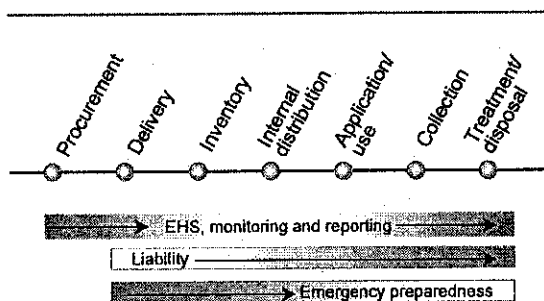 Procurement
Delivery
Inventory
Internal
distribution
Application/
use
Collection
Treatment/
disposal
EHS, monitoring and reporting
Liability
Emergency preparedness